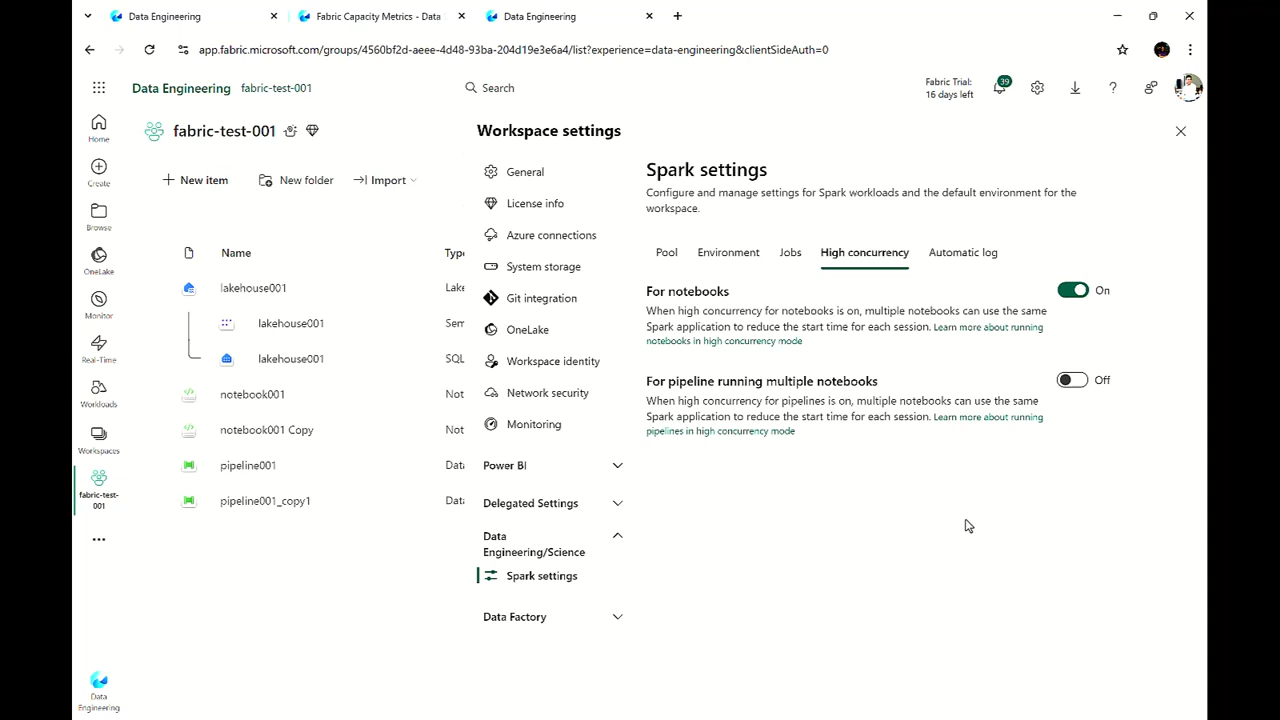 Data Engineering
Fabric Capacity Metrics - Data
Data Engineering
app.fabric.microsoft.com/groups/4560bf2d-aeee-4d48-93ba-204d19e3e6a4/list?experience=data-engineering&clientSideAuth=0
Data Engineering fabric-test-001
Search
Fabric Trial:
16 days left
39
Home
Create
Browse
OneLake
Monitor
Real-Time
Workloads
Workspaces
fabric-test-
001
Data
Engineering
fabric-test-001
New item
New folder
Import
Name
Type
lakehouse001
Lake
lakehouse001
Sem
lakehouse001
SQL
notebook001
Not
notebook001 Copy
Not
pipeline001
Data
pipeline001_copy1
Data
Workspace settings
General
License info
Azure connections
System storage
Git integration
OneLake
Workspace identity
Network security
Monitoring
Power BI
Delegated Settings
Data
Engineering/Science
Spark settings
Data Factory
Spark settings
Configure and manage settings for Spark workloads and the default environment for the
workspace.
Pool
Environment
Jobs
High concurrency
Automatic log
For notebooks
On
When high concurrency for notebooks is on, multiple notebooks can use the same
Spark application to reduce the start time for each session. Learn more about running
notebooks in high concurrency mode
For pipeline running multiple notebooks
Off
When high concurrency for pipelines is on, multiple notebooks can use the same
Spark application to reduce the start time for each session. Learn more about running
pipelines in high concurrency mode